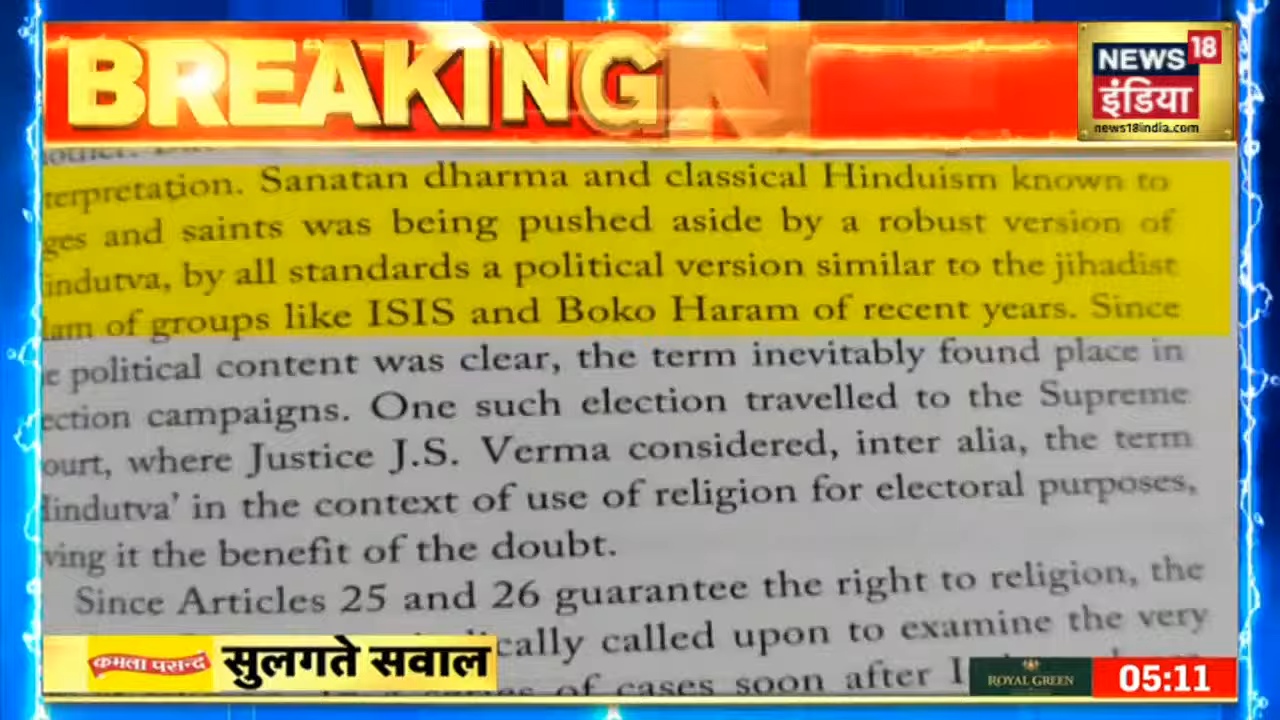 BREAKING N
NEWS 18
इंडिया
news18india.com
terpretation. Sanatan dharma and classical Hinduism known to
ges and saints was being pushed aside by a robust version of
indutva, by all standards a political version similar to the jihadist
lam of groups like ISIS and Boko Haram of recent years. Since
e political content was clear, the term inevitably found place in
ection campaigns. One such election travelled to the Supreme
ourt, where Justice J.S. Verma considered, inter alia, the term
Hindutva' in the context of use of religion for electoral purposes,
ving it the benefit of the doubt.
Since Articles 25 and 26 guarantee the right to religion, the
ically called upon to examine the very
of cases soon after I
कमला पसन्द
सुलगते सवाल
ROYAL GREEN
05:11